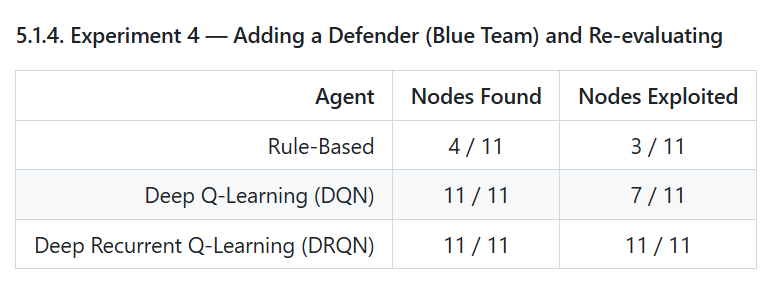 5.1.4. Experiment 4 — Adding a Defender (Blue Team) and Re-evaluating
Agent Nodes Found Nodes Exploited
Rule-Based 4 / 11 3 / 11
Deep Q-Learning (DQN) 11 / 11 7 / 11
Deep Recurrent Q-Learning (DRQN) 11 / 11 11 / 11